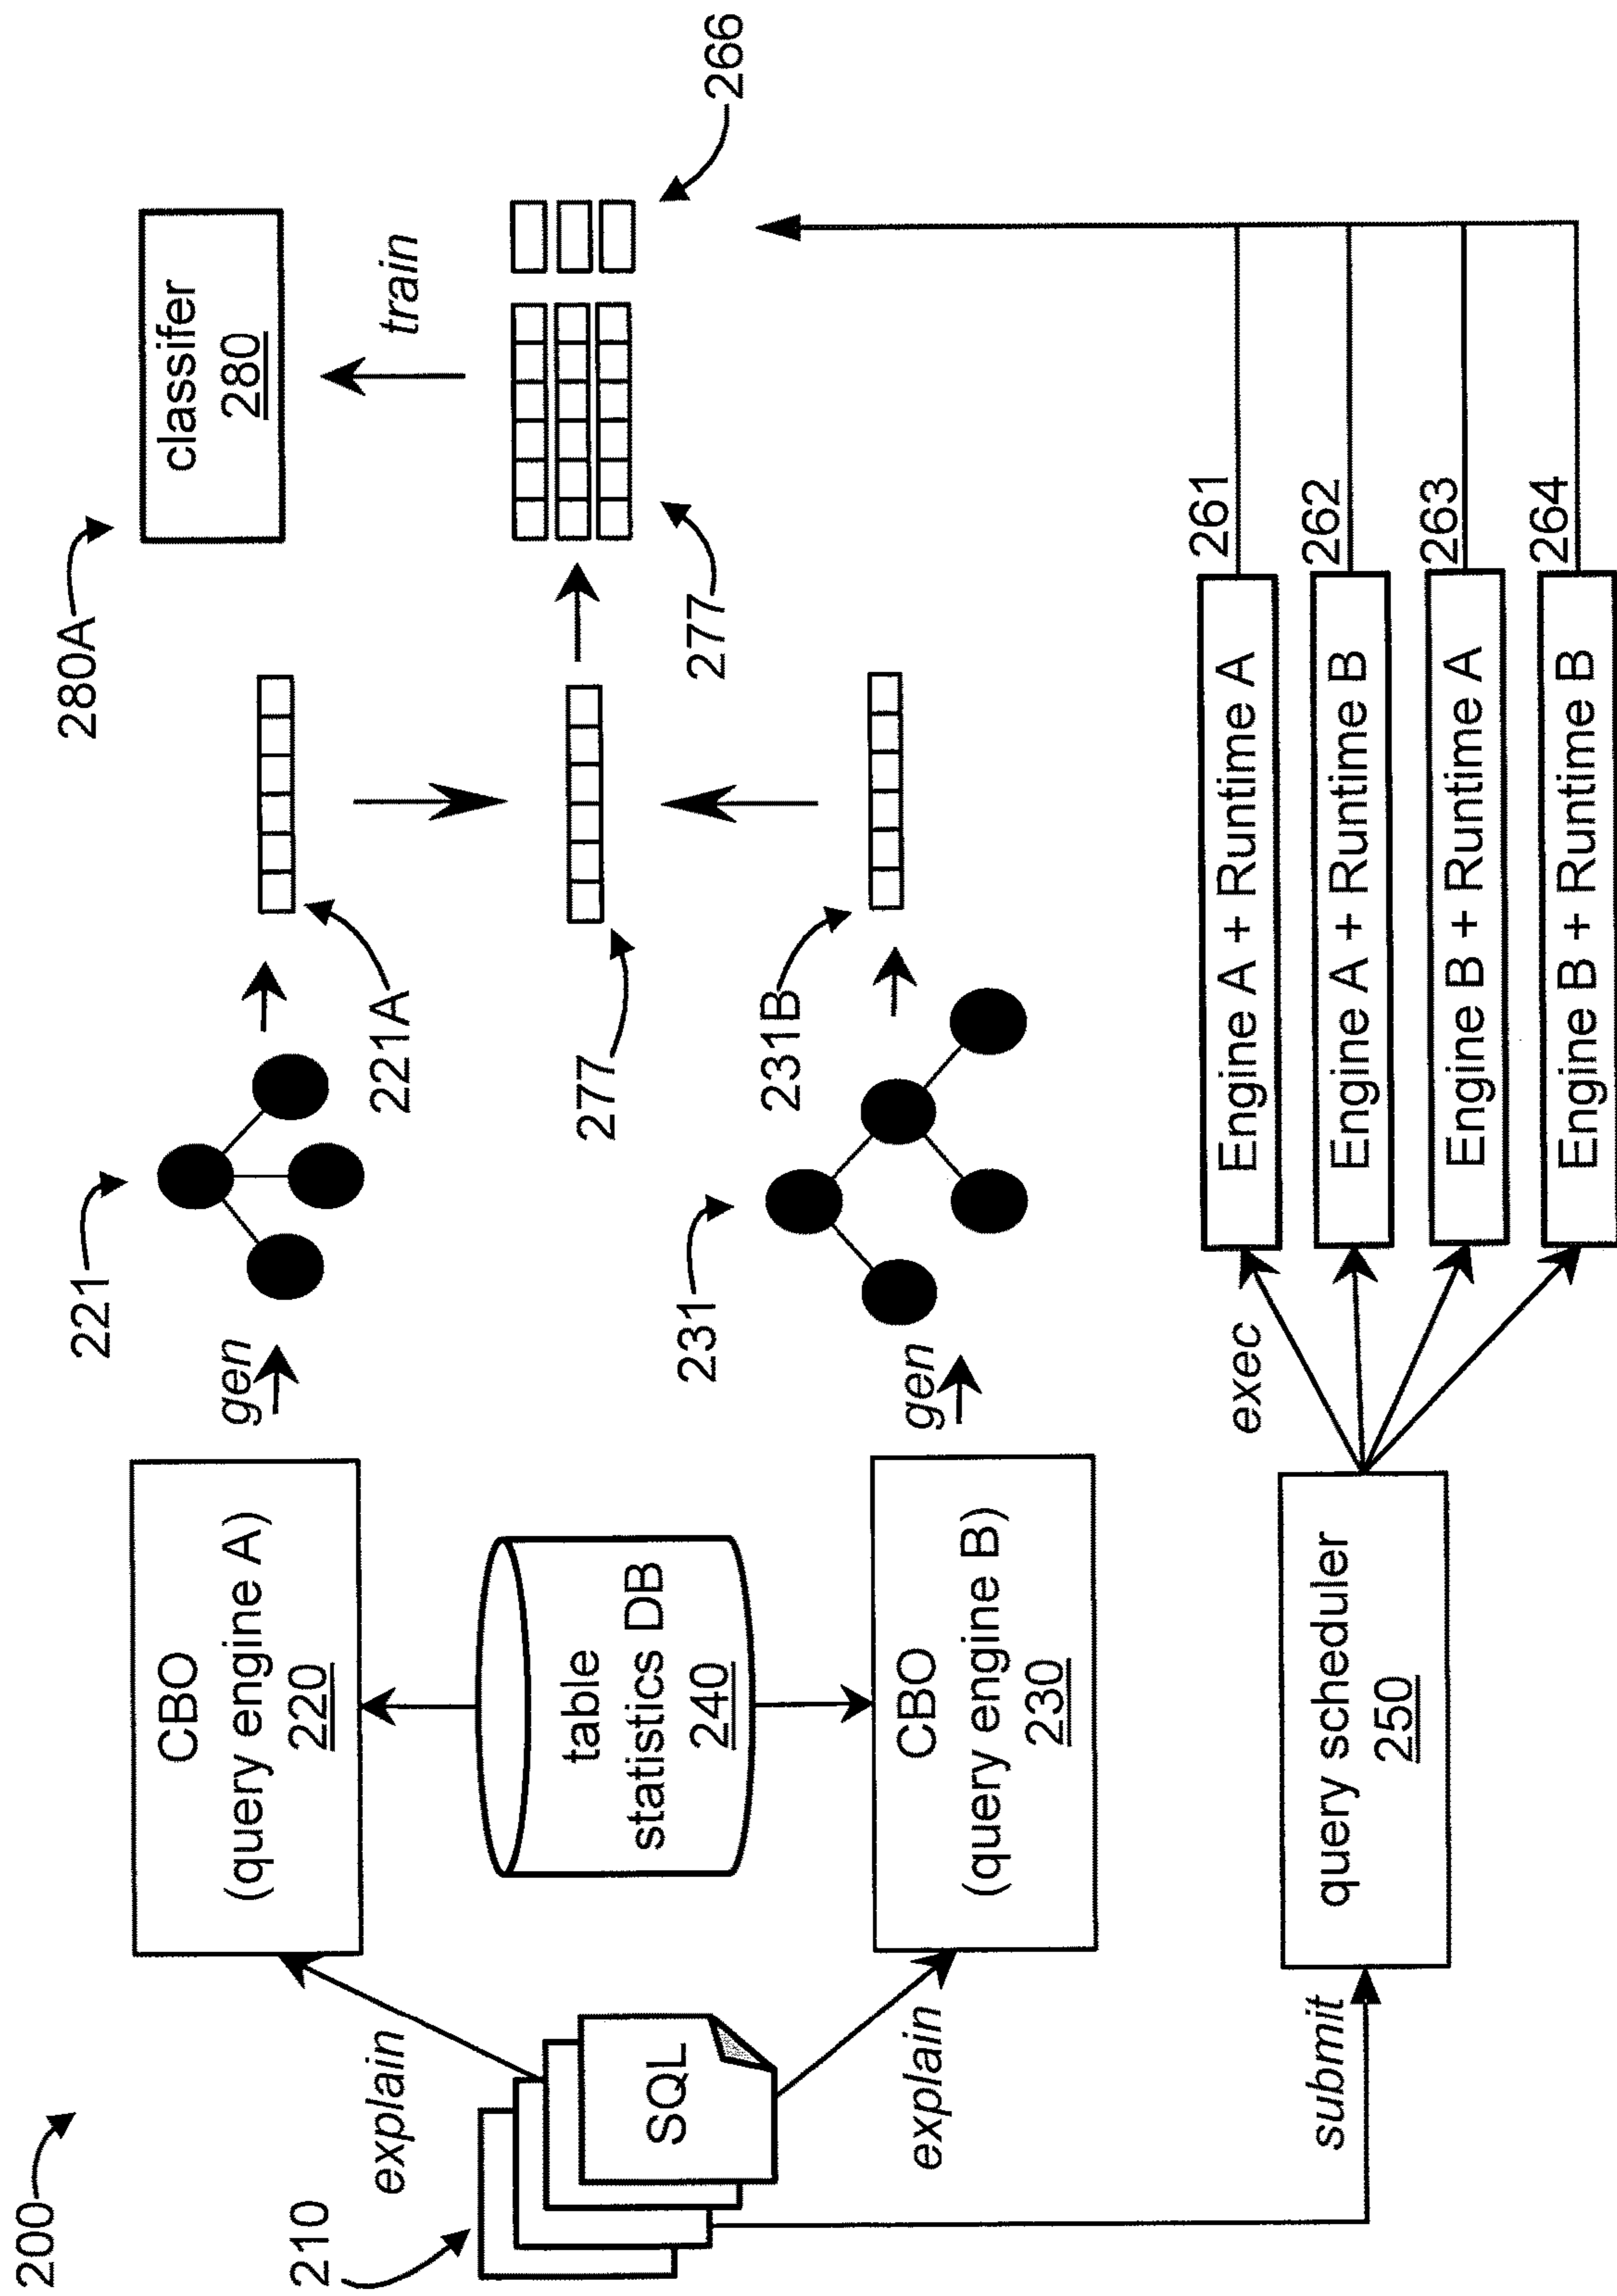 200
210
SQL
explain
explain
submit
CBO
(query engine A)
220
table
statistics DB
240
CBO
(query engine B)
230
query scheduler
250
gen
gen
exec
221
231
221A
277
231B
280A
277
classifer
280
train
266
Engine A + Runtime A
261
Engine A + Runtime B
262
Engine B + Runtime A
263
Engine B + Runtime B
264